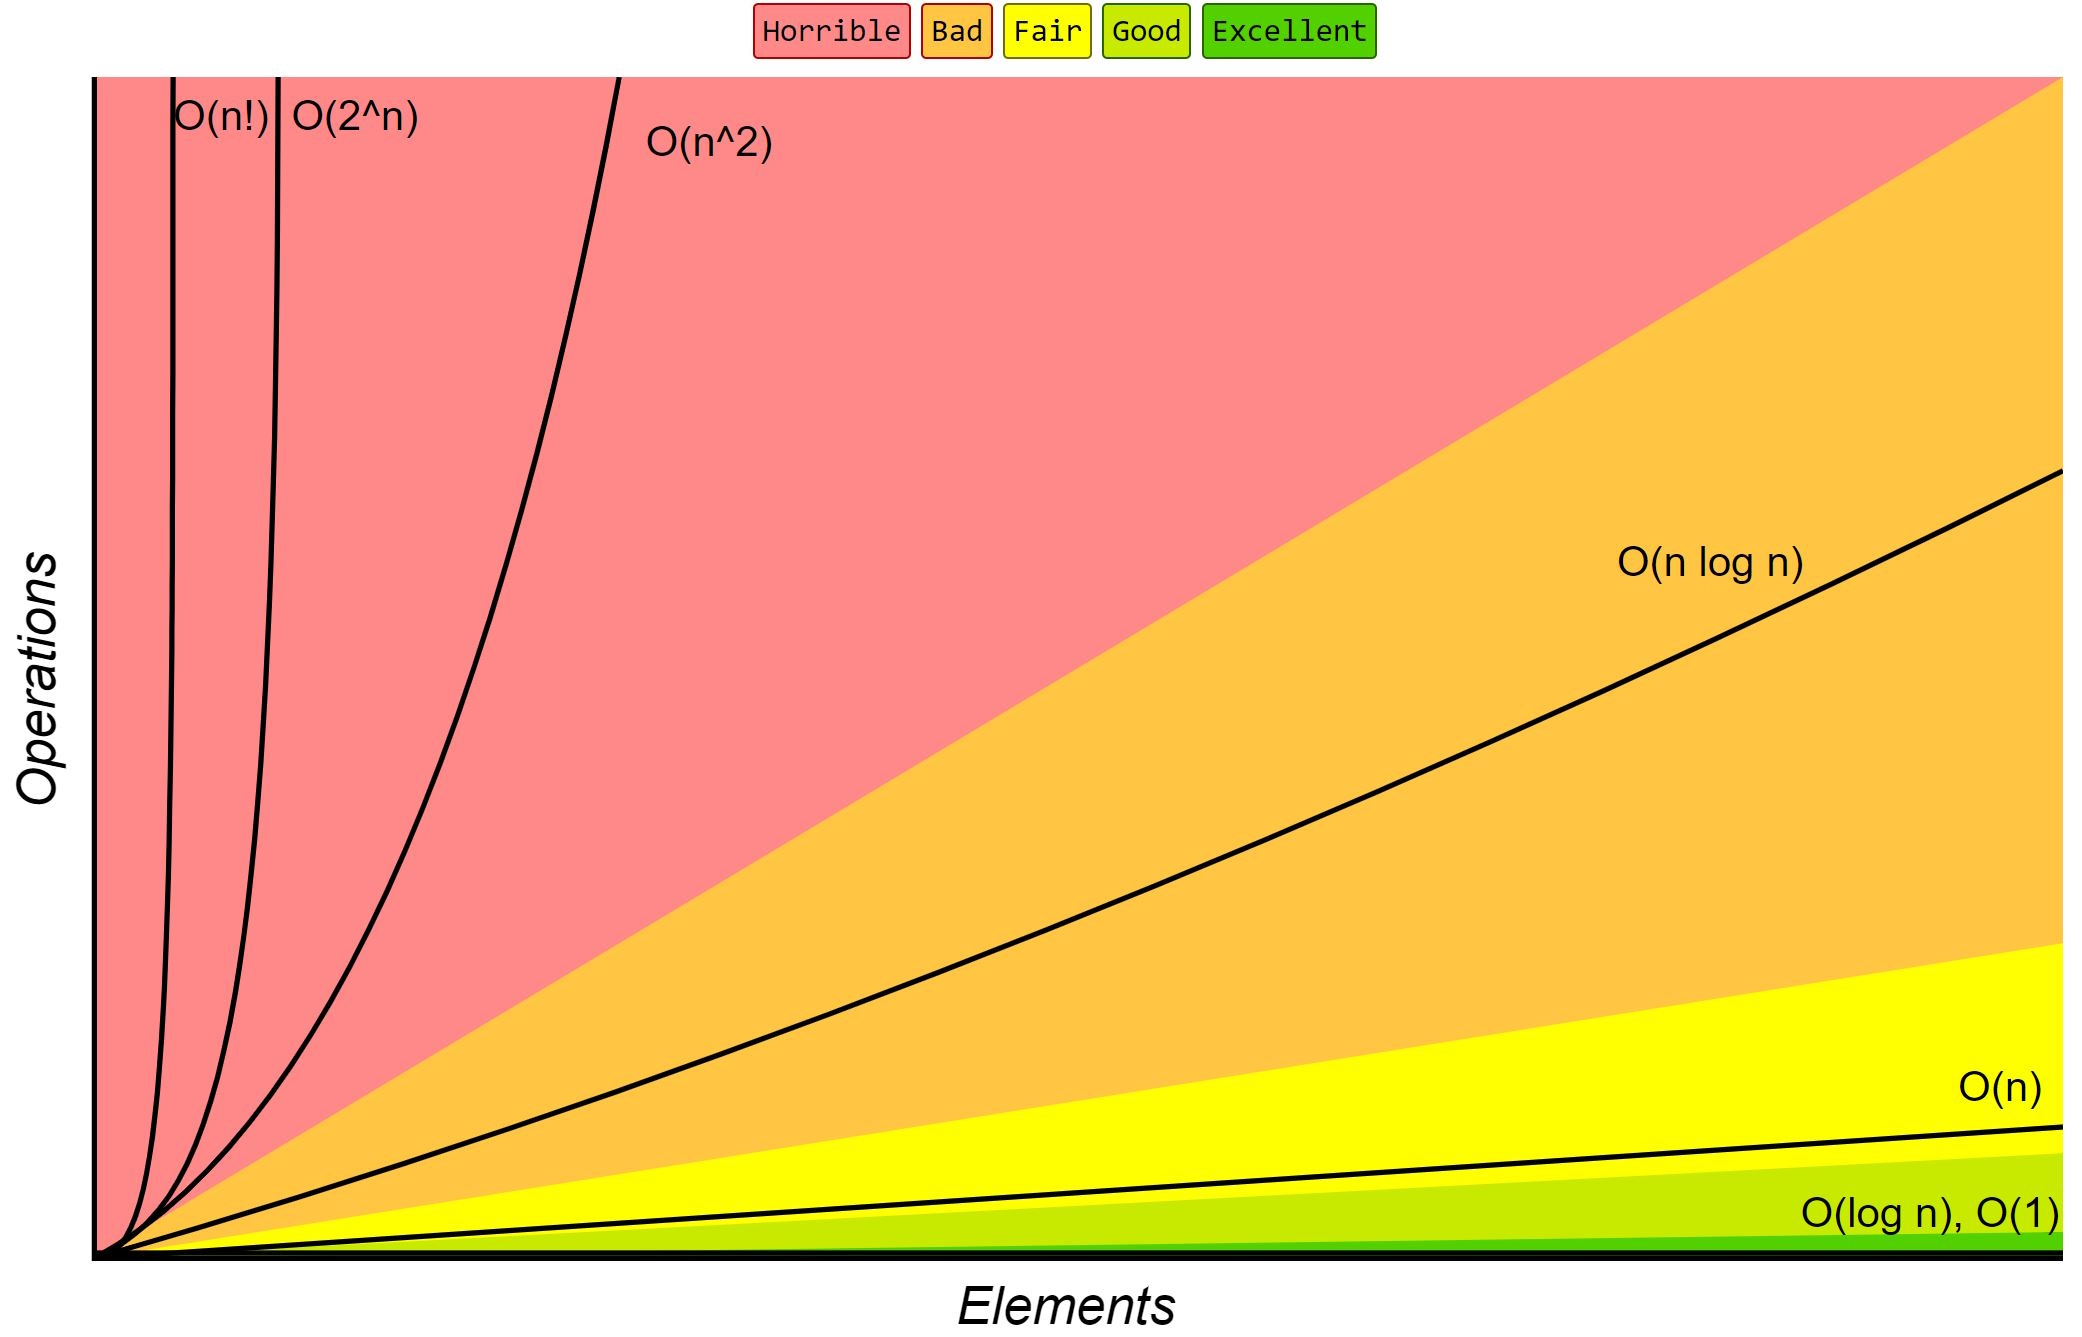 Horrible Bad Fair Good Excellent
O(n!) O(2^n)
O(n^2)
O(n log n)
Operations
O(n)
O(log n), O(1)
Elements